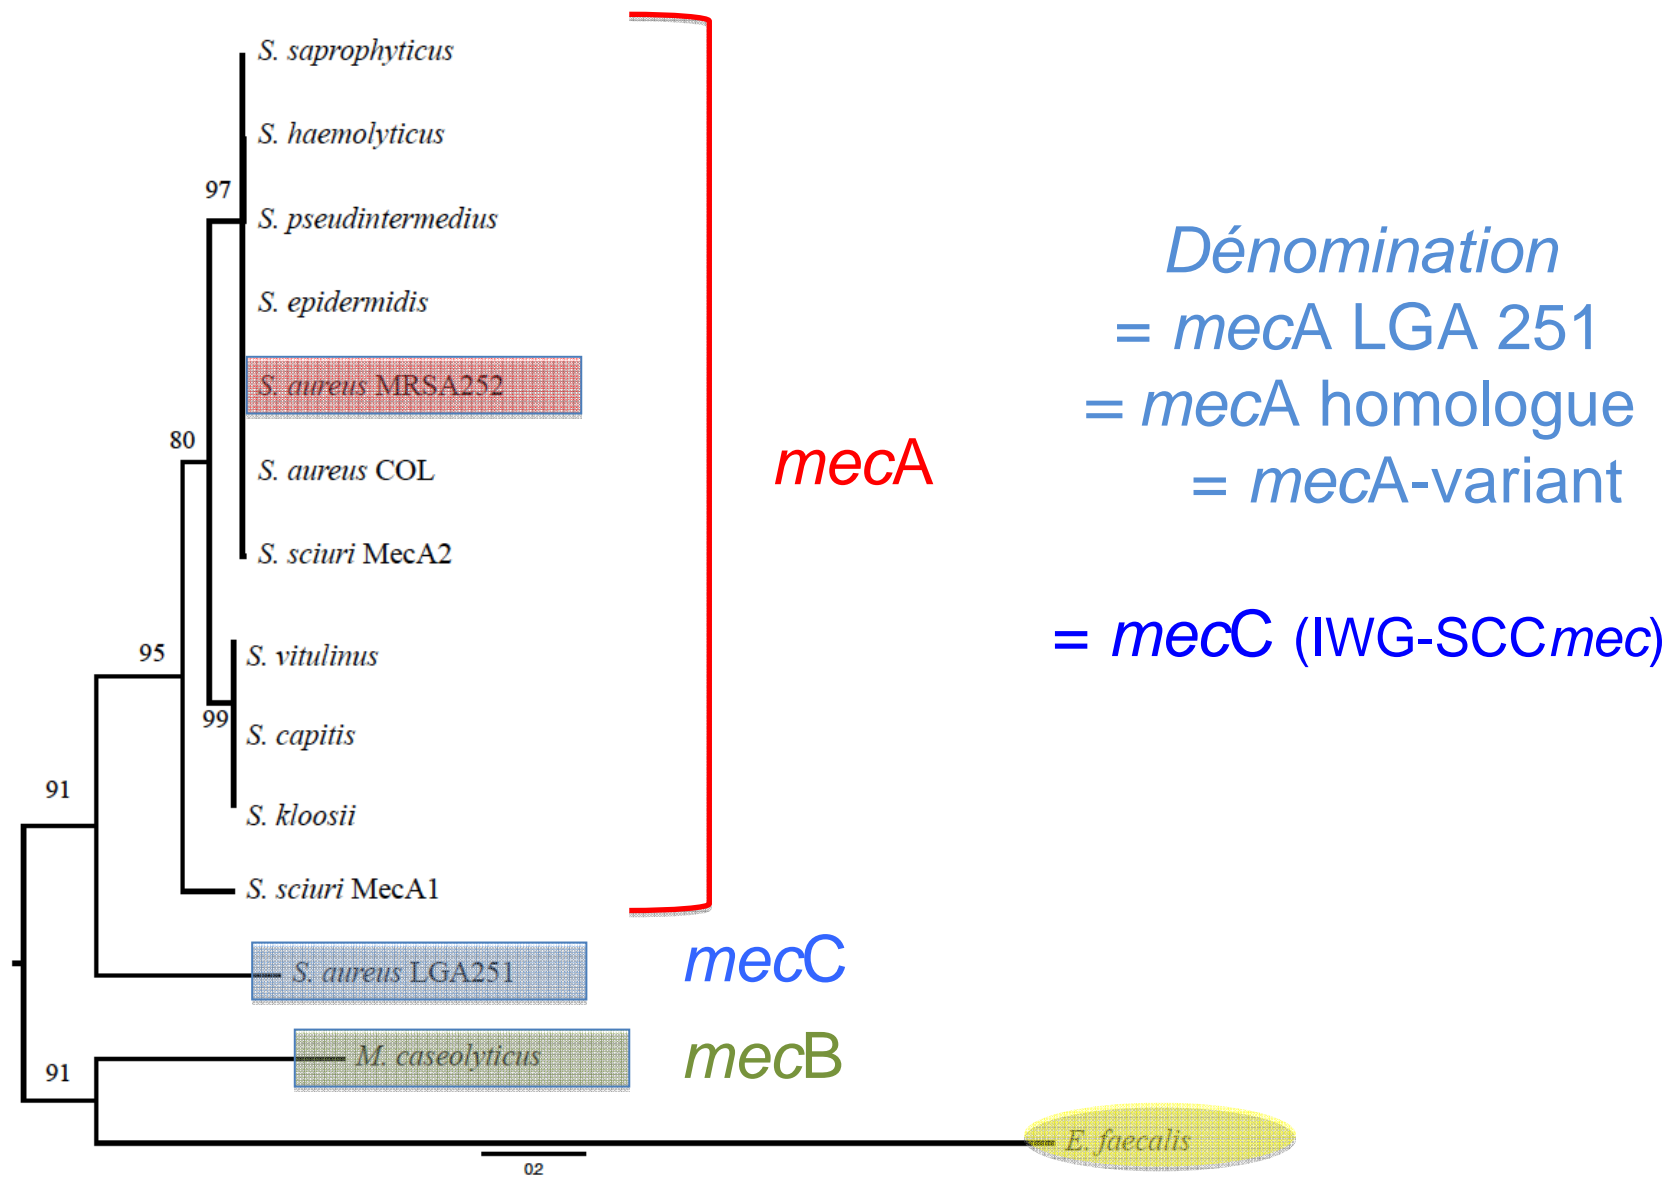 S. saprophyticus
S. haemolyticus
97
S. pseudintermedius
S. epidermidis
S. aureus MRSA252
80
S. aureus COL
S. sciuri MecA2
95
S. vitulinus
99
S. capitis
91
S. kloosii
S. sciuri MecA1
S. aureus LGA251
91
M. caseolyticus
E. faecalis
02
mecA
mecC
mecB
Dénomination
= mecA LGA 251
= mecA homologue
= mecA-variant
= mecC (IWG-SCCmec)